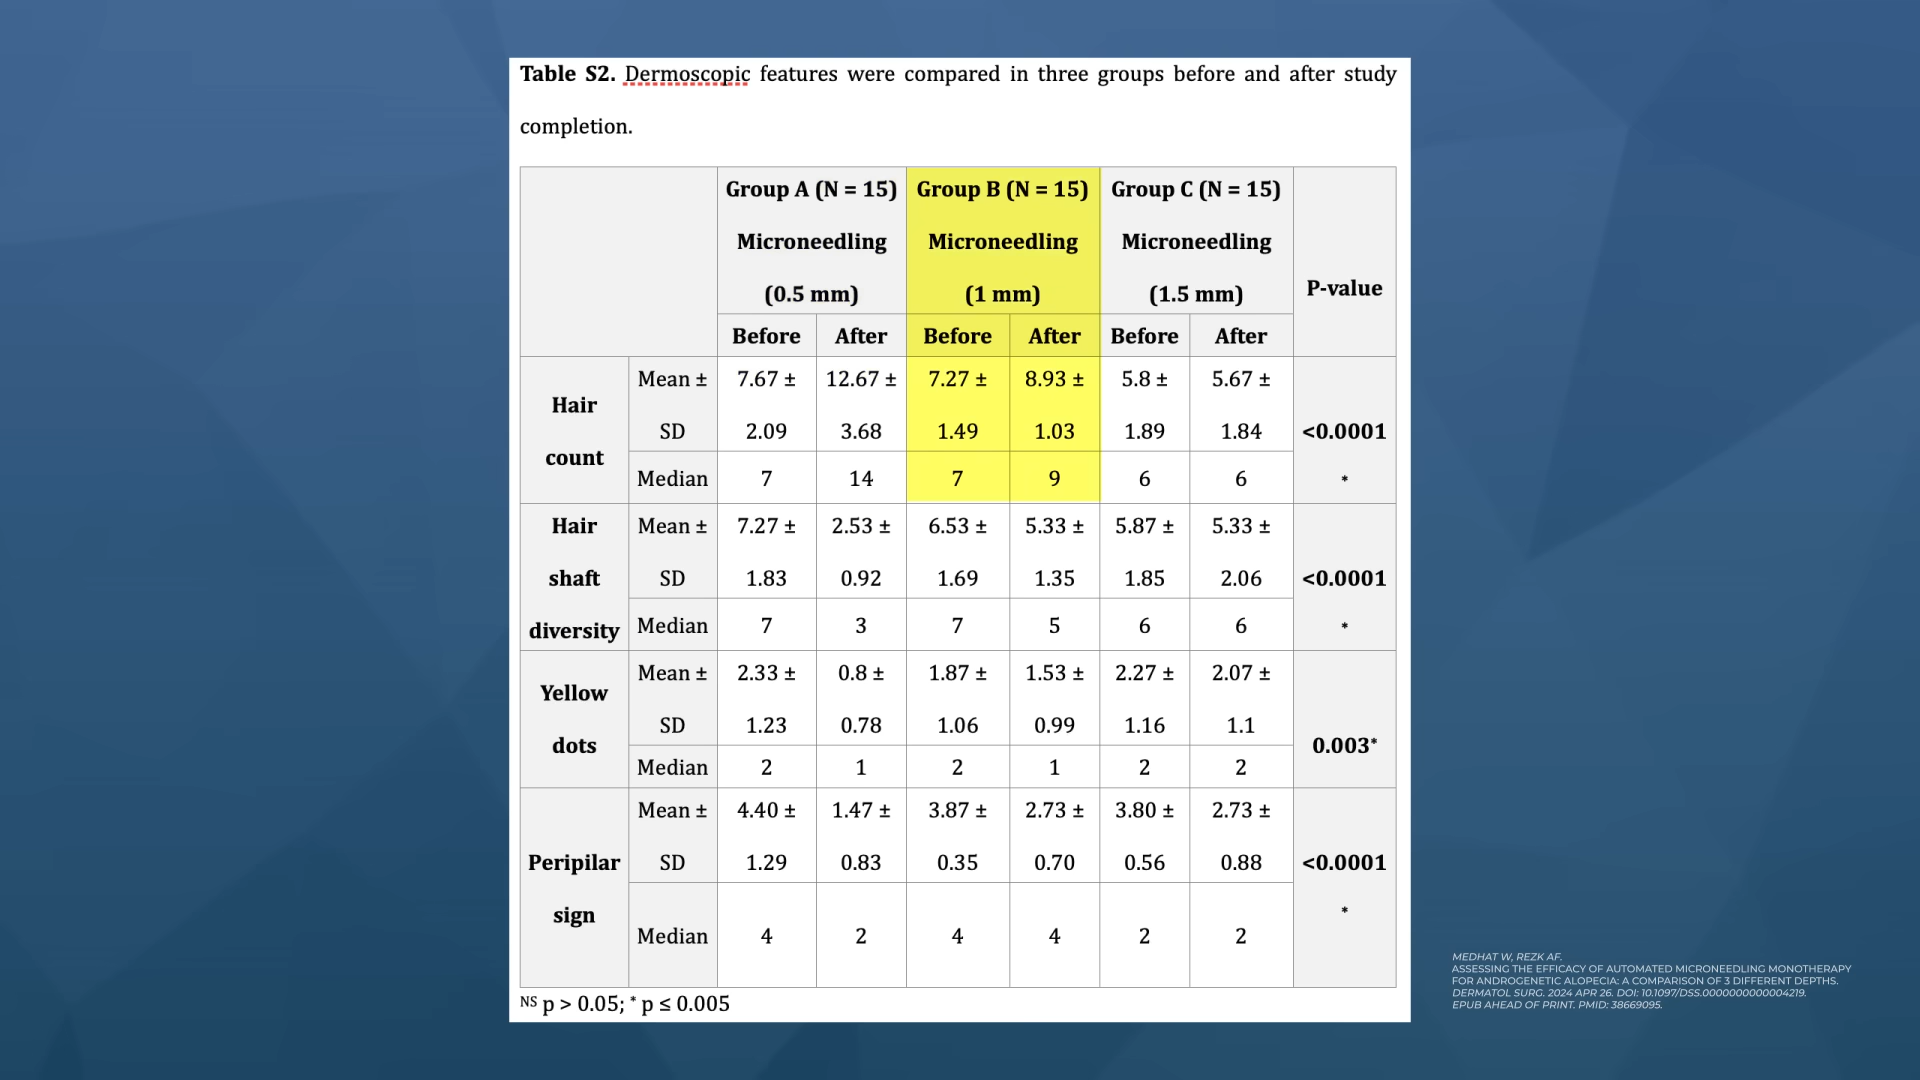 Table S2. Dermoscopic features were compared in three groups before and after study
completion.
Group A (N = 15) Group B (N = 15) Group C (N = 15)
Microneedling Microneedling Microneedling
(0.5 mm) (1 mm) (1.5 mm) P-value
Before After Before After Before After
Hair count Mean ± 7.67 ± 12.67 ± 7.27 ± 8.93 ± 5.8 ± 5.67 ±
SD 2.09 3.68 1.49 1.03 1.89 1.84 <0.0001
Median 7 14 7 9 6 6 *
Hair Mean ± 7.27 ± 2.53 ± 6.53 ± 5.33 ± 5.87 ± 5.33 ±
shaft SD 1.83 0.92 1.69 1.35 1.85 2.06 <0.0001
diversity Median 7 3 7 5 6 6 *
Yellow dots Mean ± 2.33 ± 0.8 ± 1.87 ± 1.53 ± 2.27 ± 2.07 ±
SD 1.23 0.78 1.06 0.99 1.16 1.1 0.003*
Median 2 1 2 1 2 2
Peripilar sign Mean ± 4.40 ± 1.47 ± 3.87 ± 2.73 ± 3.80 ± 2.73 ±
SD 1.29 0.83 0.35 0.70 0.56 0.88 <0.0001
*
Median 4 2 4 4 2 2
NS p > 0.05; * p ≤ 0.005
MEDHAT W, REZK AF.
ASSESSING THE EFFICACY OF AUTOMATED MICRONEEDLING MONOTHERAPY
FOR ANDROGENETIC ALOPECIA: A COMPARISON OF 3 DIFFERENT DEPTHS.
DERMATOL SURG. 2024 APR 26. DOI: 10.1097/DSS.0000000000004219.
EPUB AHEAD OF PRINT. PMID: 38669095.